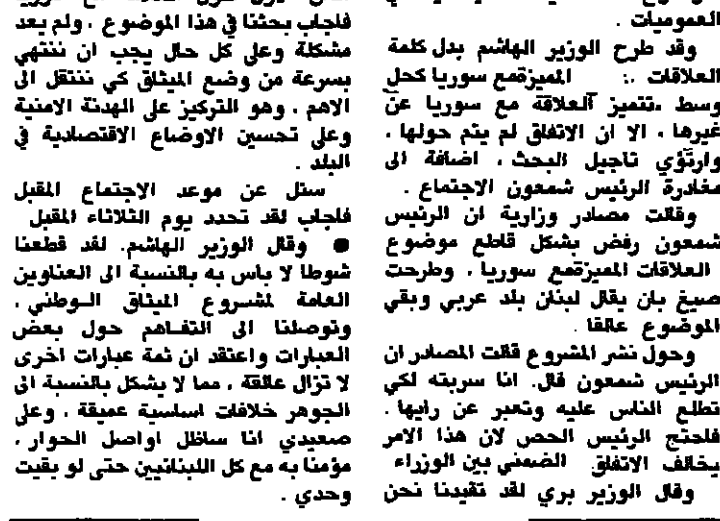 العموميات .
وقد طرح الوزير الهاشم بدل كلمة
العلاقات .: المميزةمع سوريا كحل
وسط ،تتميز العلاقة مع سوريا عن
غيرها ، الا ان الاتفاق لم يتم حولها ،
وارتؤي تاجيل البحث ، اضافة الى
مغادرة الرئيس شمعون الاجتماع .
وقالت مصادر وزارية ان الرئيس
شمعون رفض بشكل قاطع موضوع
العلاقات المميزةمع سوريا ، وطرحت
صيغ بان يقال لبنان بلد عربي وبقي
الموضوع عالقا .
وحول نشر المشروع قالت المصادر ان
الرئيس شمعون قال. انا سربته لكي
تطلع الناس عليه وتعبر عن رايها .
فاحتج الرئيس الحص لان هذا الامر
يخالف الاتفاق الضمني بين الوزراء
وقال الوزير بري لقد تقيدنا نحن
فاجاب بحثنا في هذا الموضوع ، ولم يعد
مشكلة وعلى كل حال يجب ان ننتهي
بسرعة من وضع الميثاق كي ننتقل الى
الاهم ، وهو التركيز على الهدنة الامنية
وعلى تحسين الاوضاع الاقتصادية في
البلد .
سئل عن موعد الاجتماع المقبل
فاجاب لقد تحدد يوم الثلاثاء المقبل
● وقال الوزير الهاشم. لقد قطعنا
شوطا لا باس به بالنسبة الى العناوين
العامة لمشروع الميثاق الوطني ،
وتوصلنا الى التفاهم حول بعض
العبارات واعتقد ان ثمة عبارات اخرى
لا تزال عالقة ، مما لا يشكل بالنسبة الى
الجوهر خلافات اساسية عميقة ، وعلى
صعيدي انا ساظل اواصل الحوار ،
مؤمنا به مع كل اللبنانيين حتى لو بقيت
وحدي .